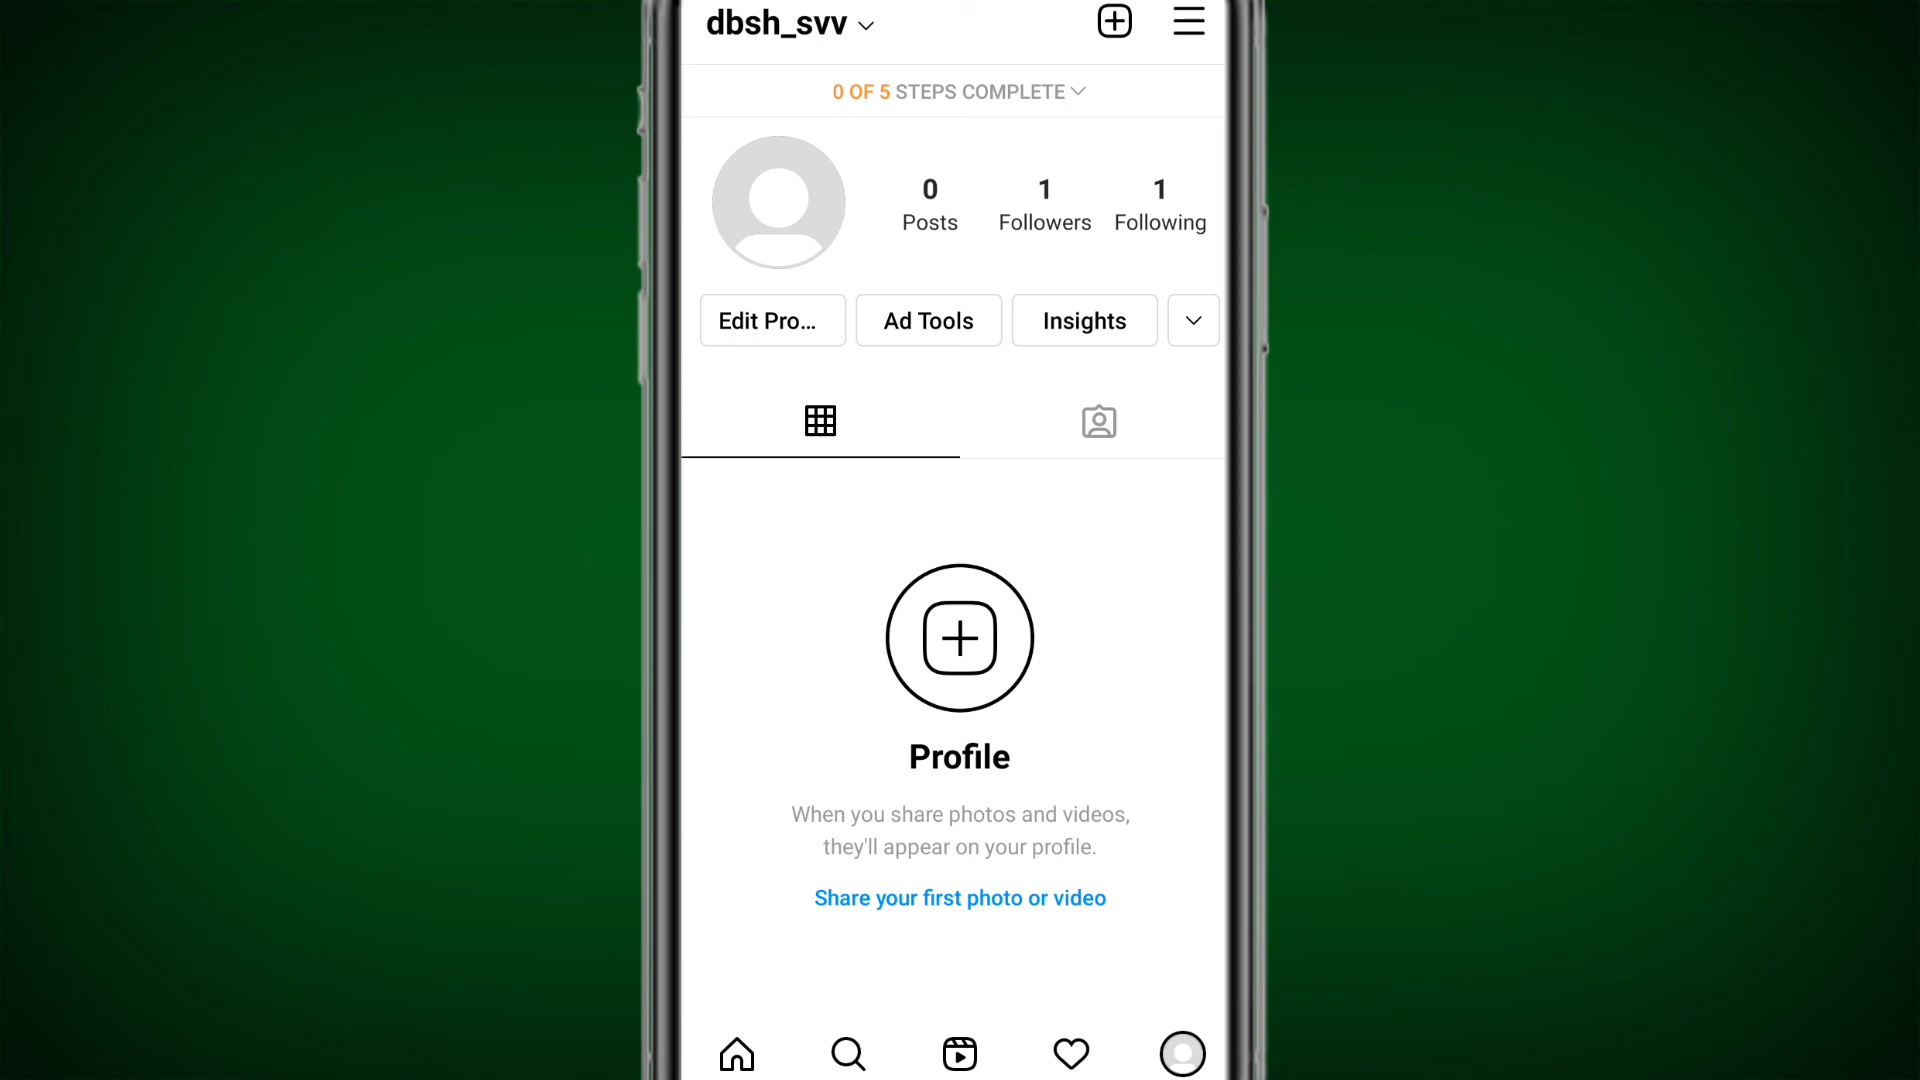 dbsh_svv
0 OF 5 STEPS COMPLETE
0 1 1
Posts Followers Following
Edit Pro... Ad Tools Insights
Profile
When you share photos and videos,
they'll appear on your profile.
Share your first photo or video